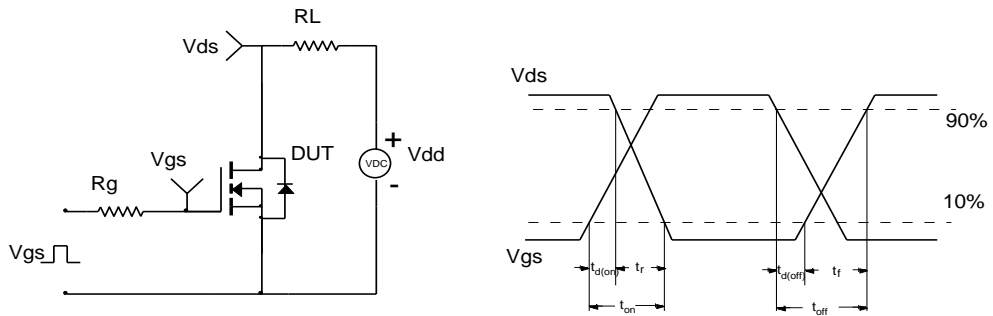 RL
Vds
Vds
90%
+
Vdd
-
VDC
DUT
Vgs
Rg
10%
Vgs
Vgs
td(on)
tr
td(off)
tf
ton
toff